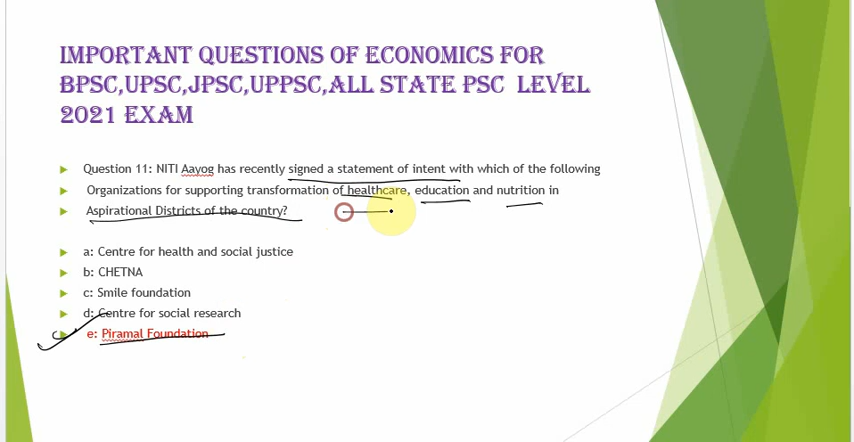 IMPORTANT QUESTIONS OF ECONOMICS FOR
BPSC,UPSC,JPSC,UPPSC,ALL STATE PSC LEVEL
2021 EXAM
Question 11: NITI Aayog has recently signed a statement of intent with which of the following
Organizations for supporting transformation of healthcare, education and nutrition in
Aspirational Districts of the country?
a: Centre for health and social justice
b: CHETNA
c: Smile foundation
d: Centre for social research
e: Piramal Foundation